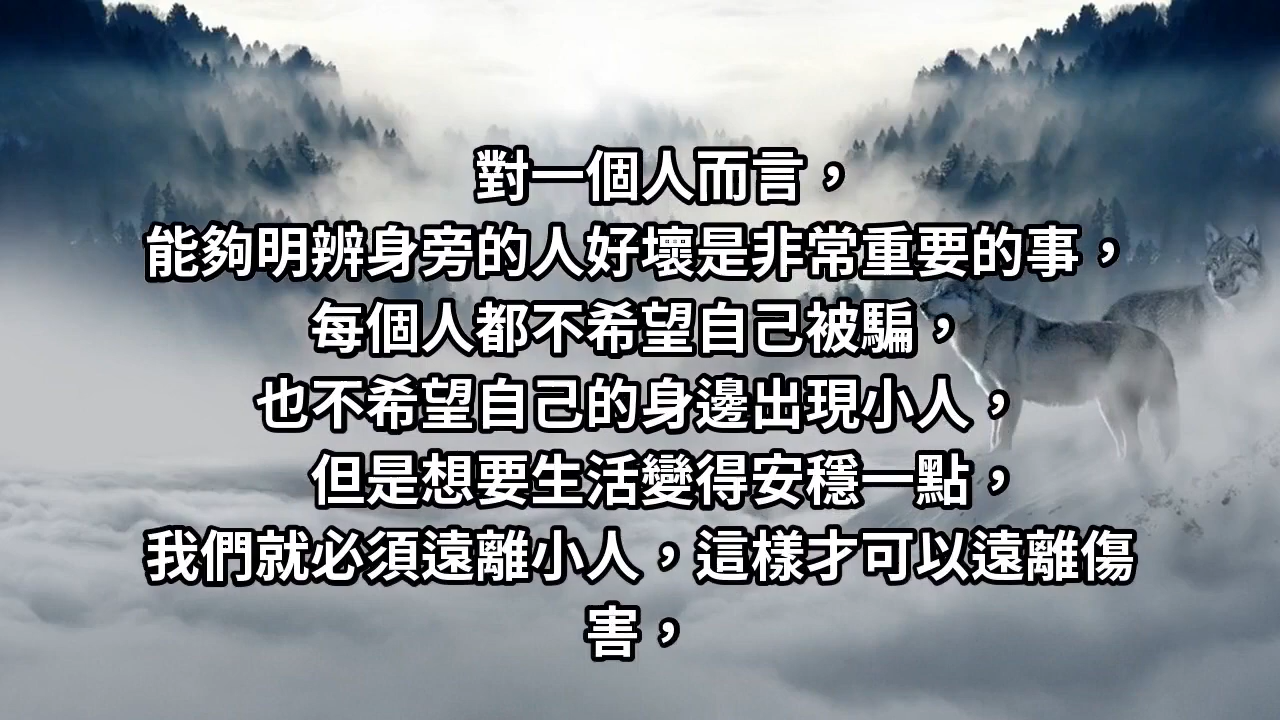 對一個人而言，
能夠明辨身旁的人好壞是非常重要的事，
每個人都不希望自己被騙，
也不希望自己的身邊出現小人，
但是想要生活變得安穩一點，
我們就必須遠離小人，這樣才可以遠離傷
害，